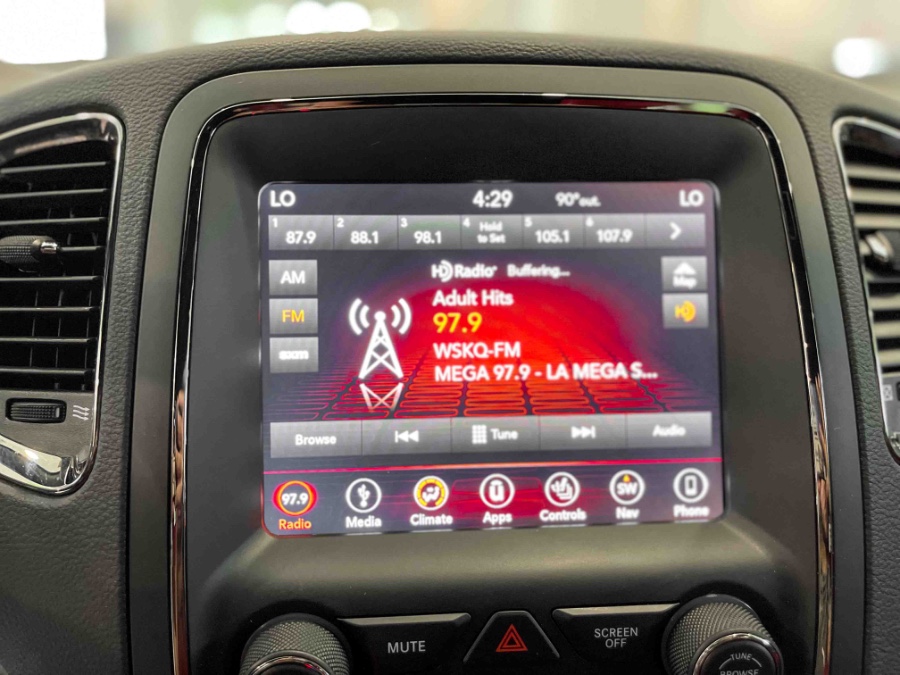 LO 4:29 90°out. LO
1 87.9 2 88.1 3 98.1 4 Hold to Set 5 105.1 6 107.9
AM HD Radio Buffering... Map
Adult Hits
FM 97.9
WSKQ-FM
SXM
MEGA 97.9 - LA MEGA S...
Browse Tune Audio
97.9 SW
Radio Media Climate Apps Controls Nav Phone
MUTE SCREEN OFF
TUNE
BROWSE